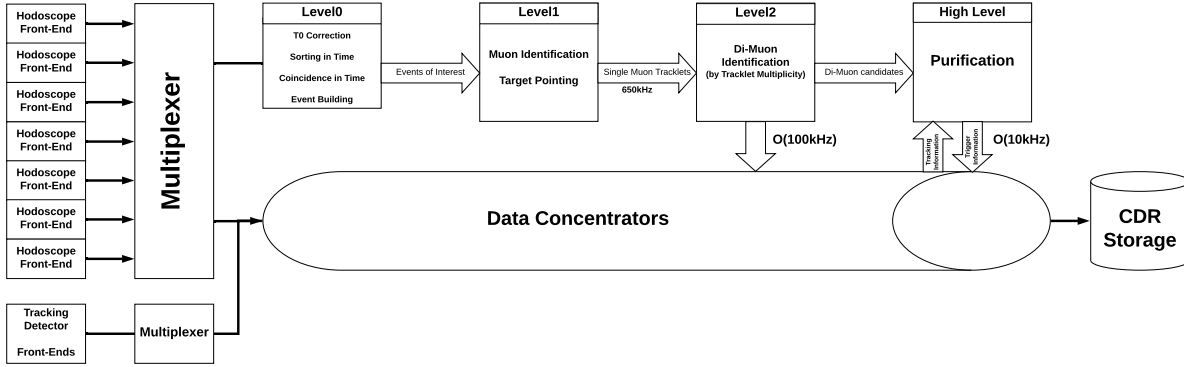 Hodoscope
Front-End
Hodoscope
Front-End
Hodoscope
Front-End
Hodoscope
Front-End
Hodoscope
Front-End
Hodoscope
Front-End
Hodoscope
Front-End
Tracking
Detector
Front-Ends
Multiplexer
Multiplexer
Level0
T0 Correction
Sorting in Time
Coincidence in Time
Event Building
Events of Interest
Level1
Muon Identification
Target Pointing
Single Muon Tracklets
650kHz
Level2
Di-Muon
Identification
(by Tracklet Multiplicity)
Di-Muon candidates
High Level
Purification
O(100kHz)
Tracking
Information
Trigger
Information
O(10kHz)
Data Concentrators
CDR
Storage